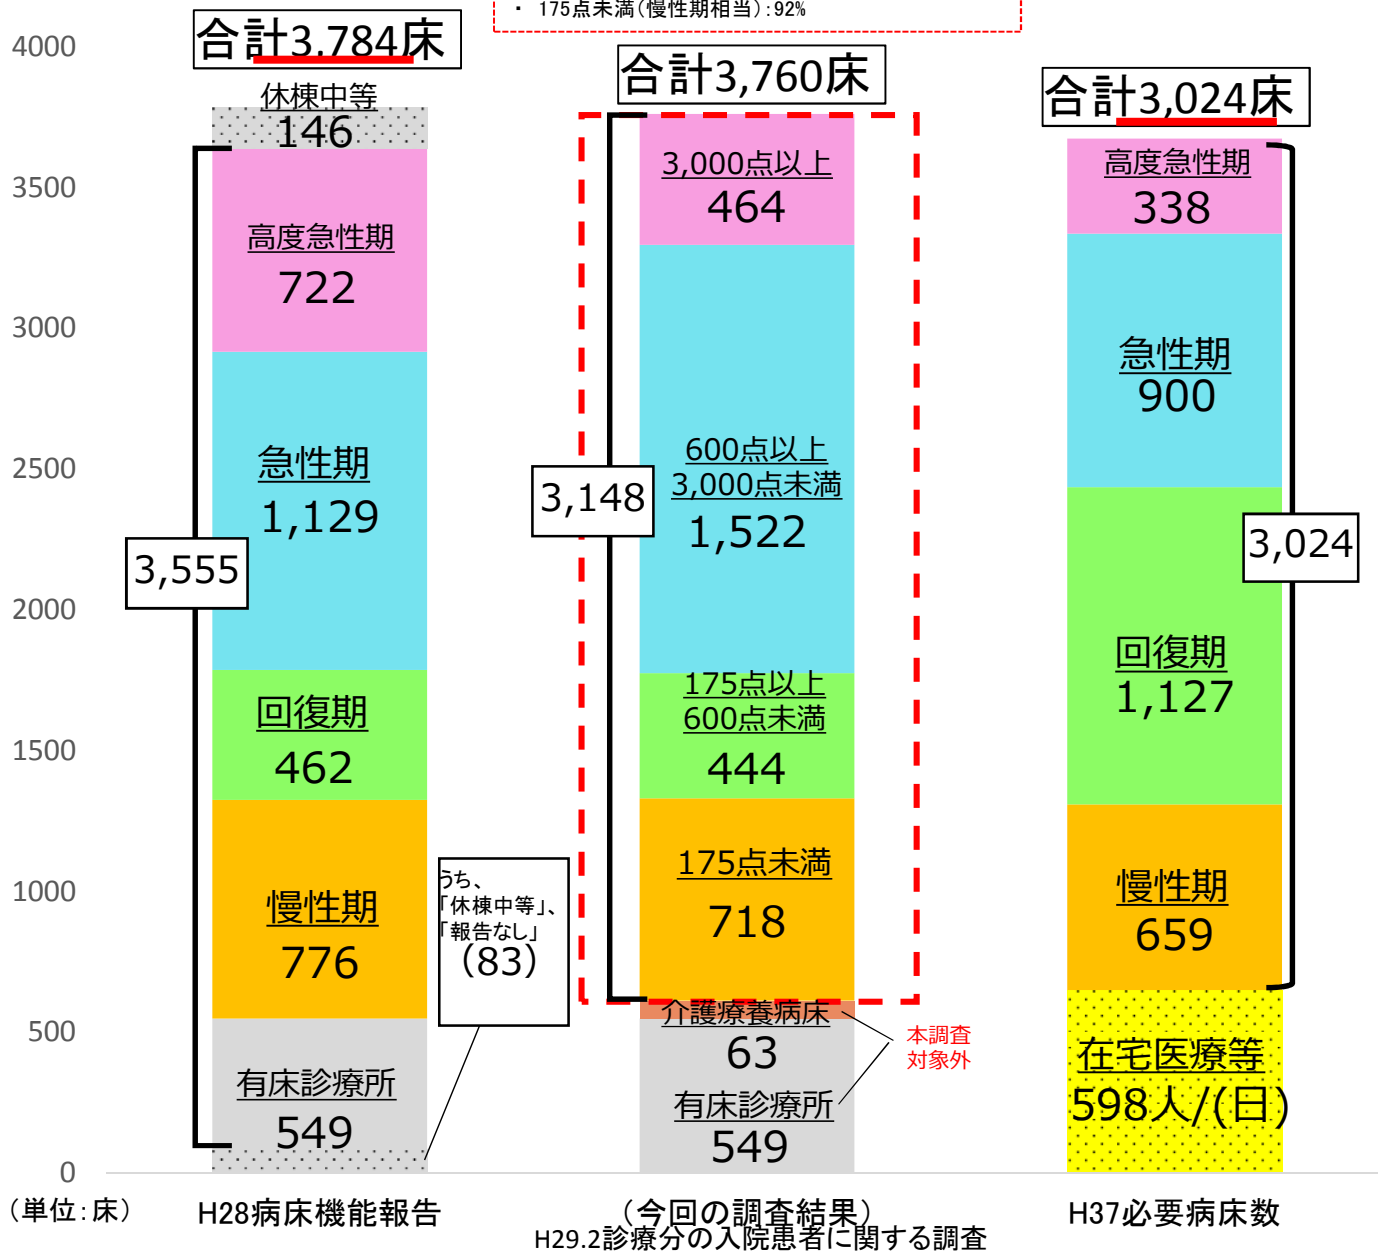 ・ 175点未満(慢性期相当):92%
合計3,784床
合計3,760床
合計3,024床
4000
3500
3000
2500
2000
1500
1000
500
0
(単位:床)
休棟中等
146
高度急性期
722
急性期
1,129
3,555
回復期
462
慢性期
776
うち、
「休棟中等」、
「報告なし」
(83)
有床診療所
549
H28病床機能報告
3,000点以上
464
600点以上
3,000点未満
1,522
3,148
175点以上
600点未満
444
175点未満
718
介護療養病床
63
有床診療所
549
本調査
対象外
(今回の調査結果)
H29.2診療分の入院患者に関する調査
高度急性期
338
急性期
900
3,024
回復期
1,127
慢性期
659
在宅医療等
598人/(日)
H37必要病床数